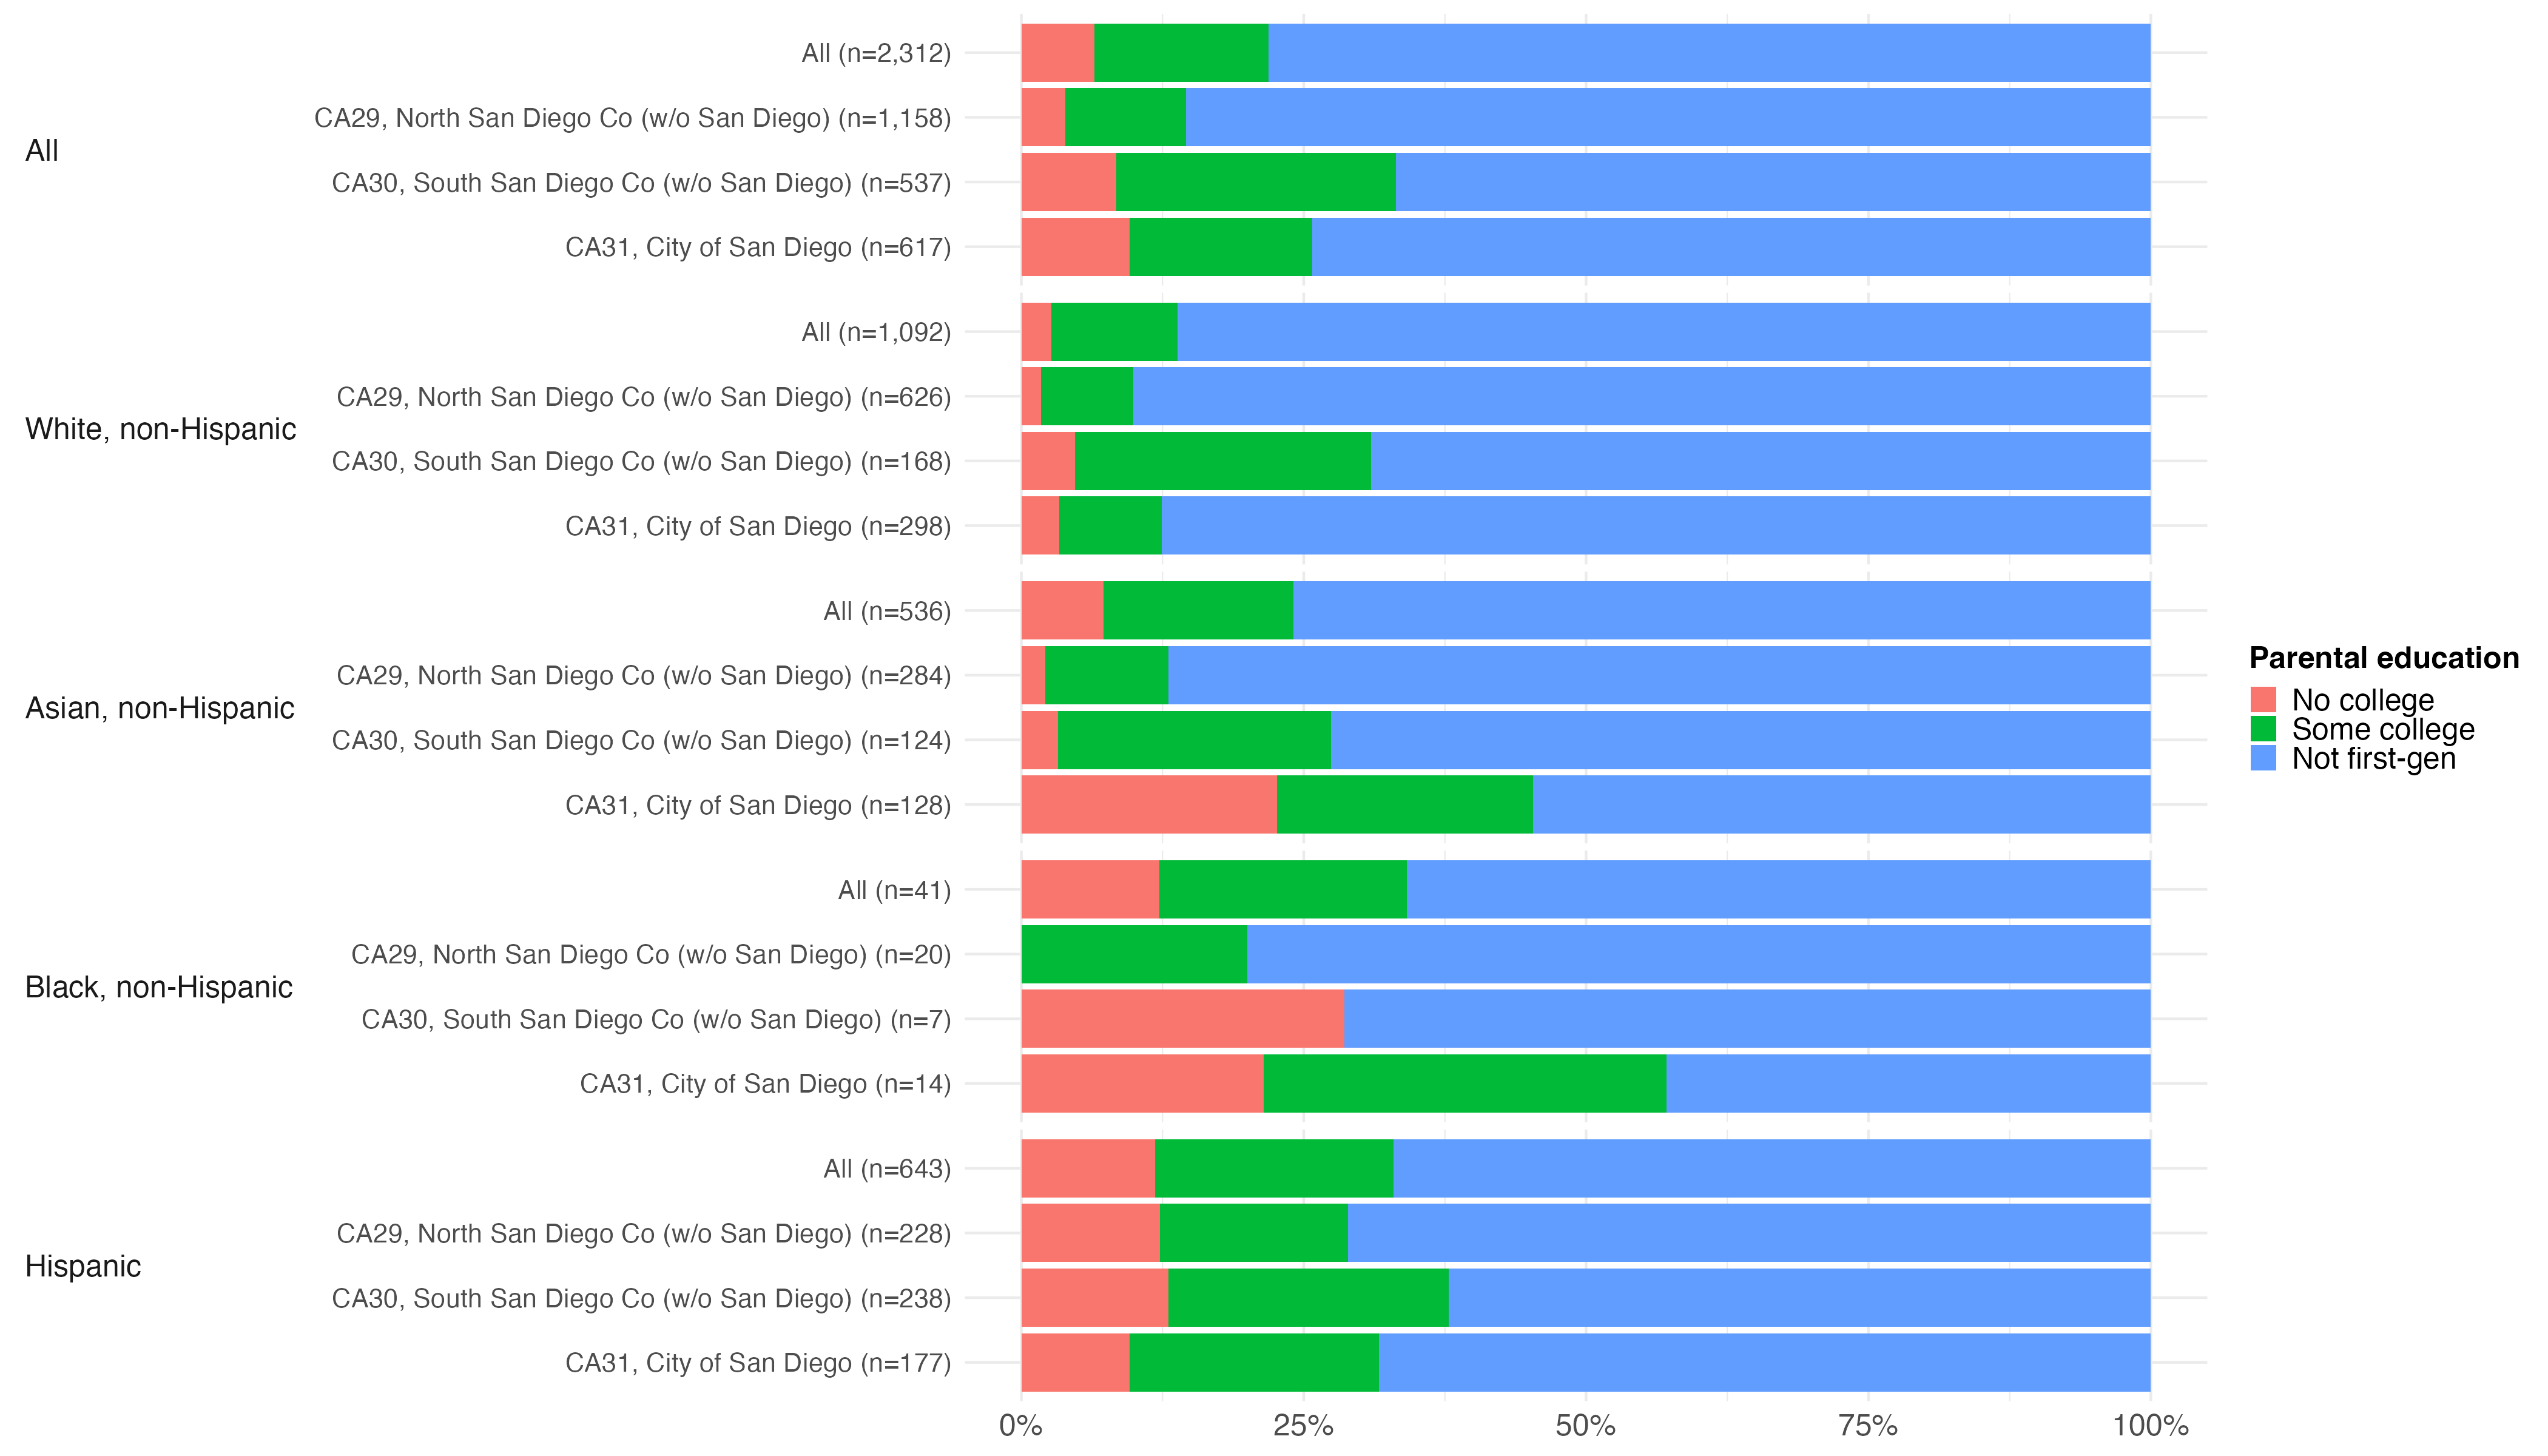 All
All (n=2,312)
CA29, North San Diego Co (w/o San Diego) (n=1,158)
CA30, South San Diego Co (w/o San Diego) (n=537)
CA31, City of San Diego (n=617)
White, non-Hispanic
All (n=1,092)
CA29, North San Diego Co (w/o San Diego) (n=626)
CA30, South San Diego Co (w/o San Diego) (n=168)
CA31, City of San Diego (n=298)
Asian, non-Hispanic
All (n=536)
CA29, North San Diego Co (w/o San Diego) (n=284)
CA30, South San Diego Co (w/o San Diego) (n=124)
CA31, City of San Diego (n=128)
Black, non-Hispanic
All (n=41)
CA29, North San Diego Co (w/o San Diego) (n=20)
CA30, South San Diego Co (w/o San Diego) (n=7)
CA31, City of San Diego (n=14)
Hispanic
All (n=643)
CA29, North San Diego Co (w/o San Diego) (n=228)
CA30, South San Diego Co (w/o San Diego) (n=238)
CA31, City of San Diego (n=177)
0% 25% 50% 75% 100%
Parental education
No college
Some college
Not first-gen